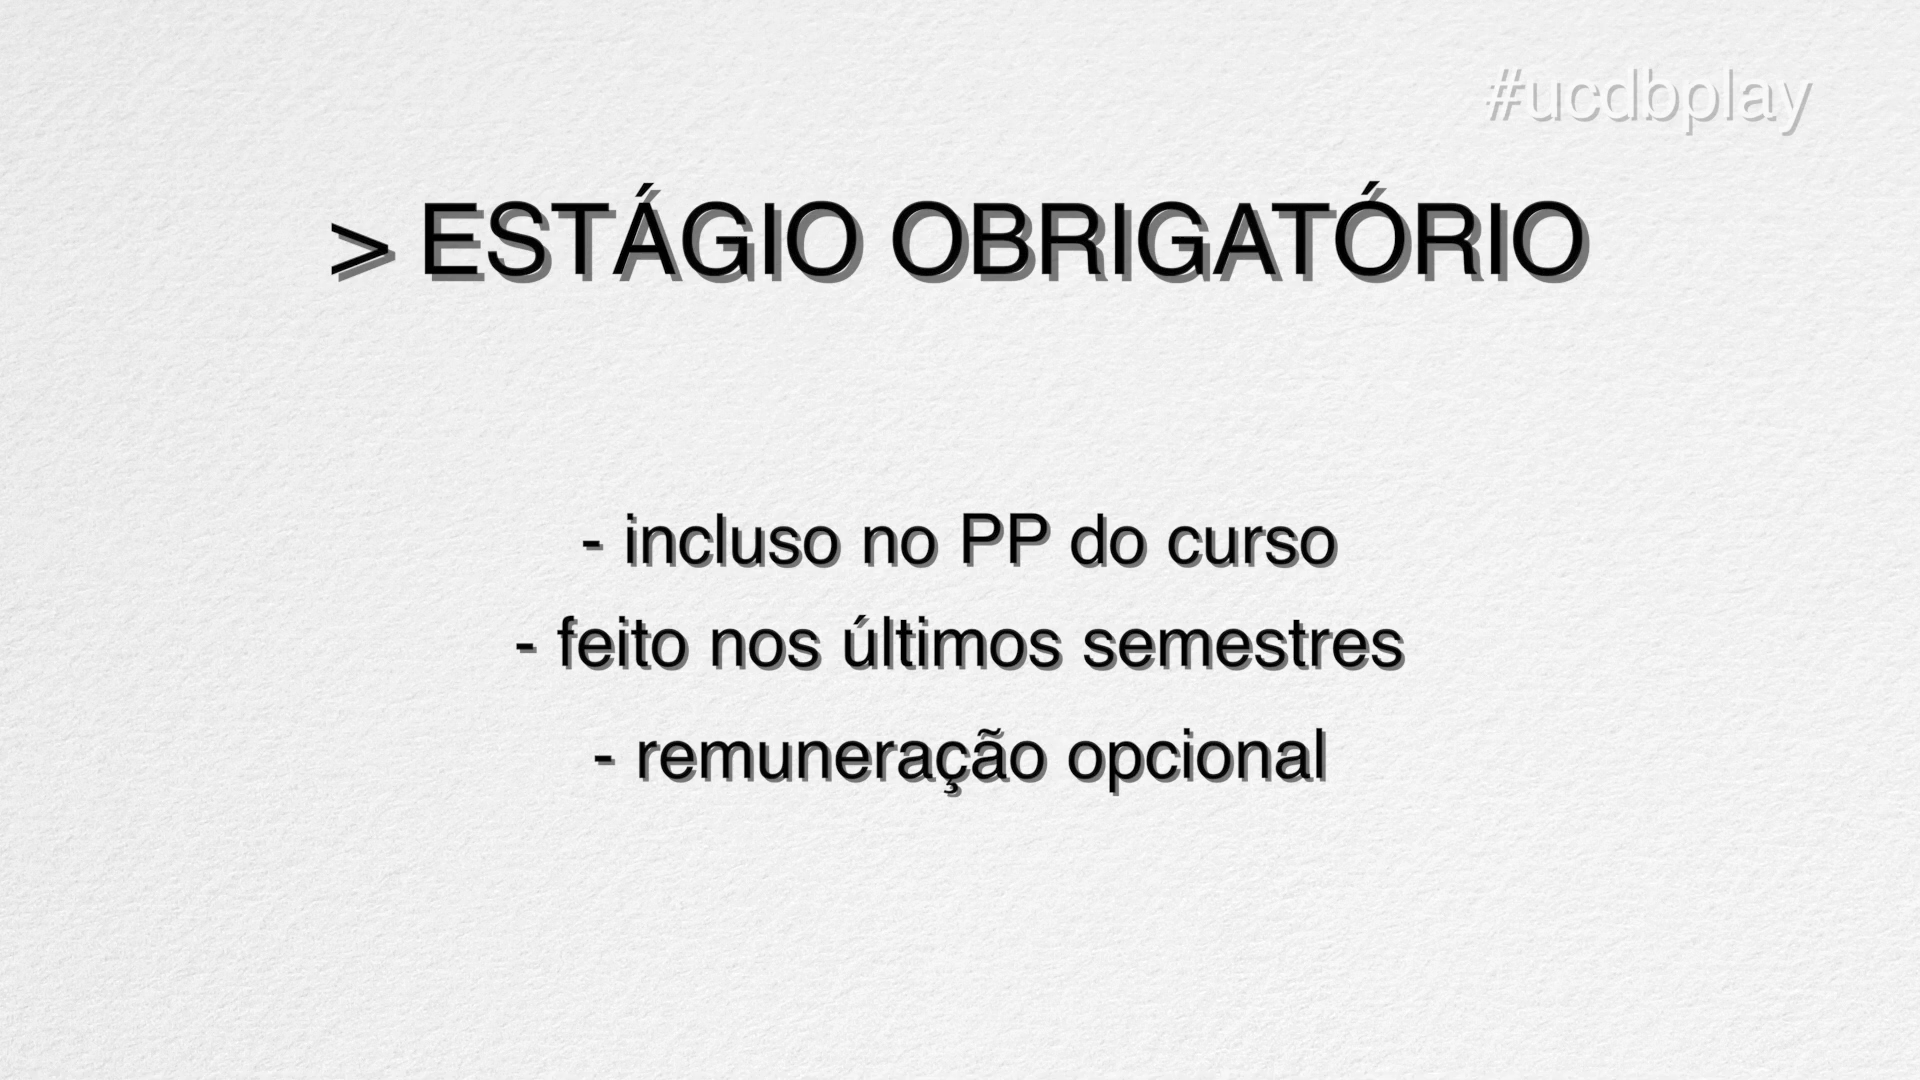 #ucdbplay
> ESTÁGIO OBRIGATÓRIO
- incluso no PP do curso
- feito nos últimos semestres
- remuneração opcional